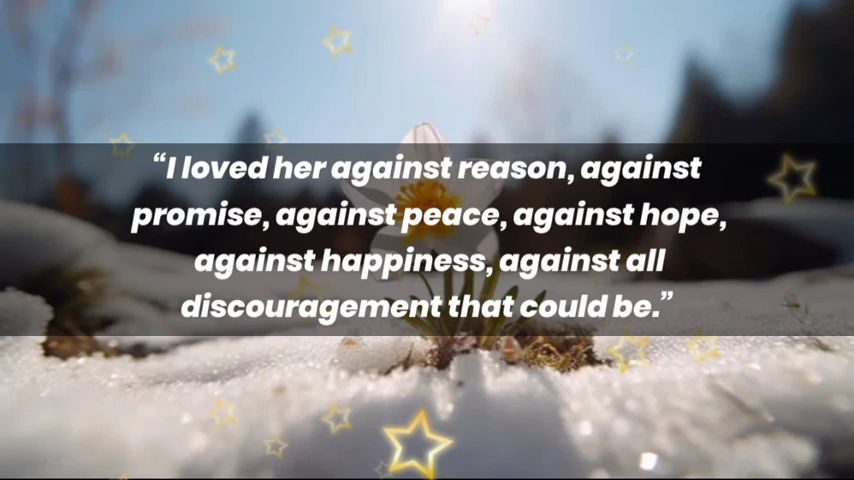 “I loved her against reason, against
promise, against peace, against hope,
against happiness, against all
discouragement that could be.”